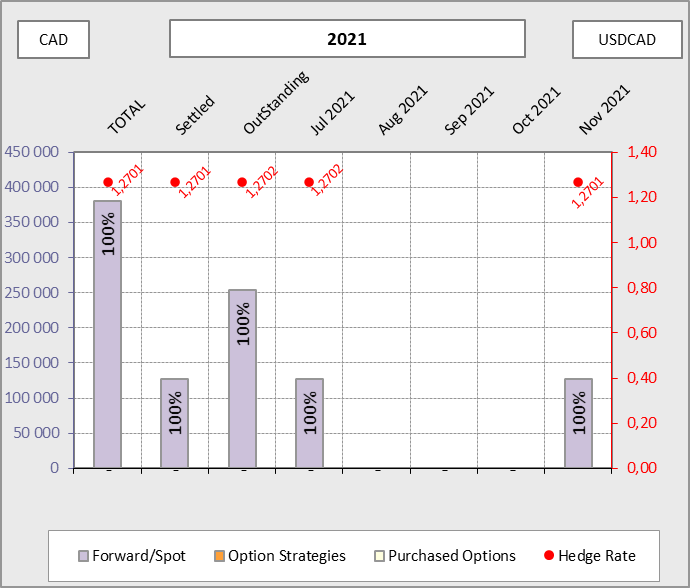 CAD
2021
USDCAD
TOTAL
Settled
OutStanding
Jul 2021
Aug 2021
Sep 2021
Oct 2021
Nov 2021
450 000
400 000
350 000
300 000
250 000
200 000
150 000
100 000
50 000
0
1,40
1,20
1,00
0,80
0,60
0,40
0,20
0,00
1,2701
1,2701
1,2702
1,2702
1,2701
100%
100%
100%
100%
100%
- - - - - - - -
Forward/Spot Option Strategies Purchased Options Hedge Rate